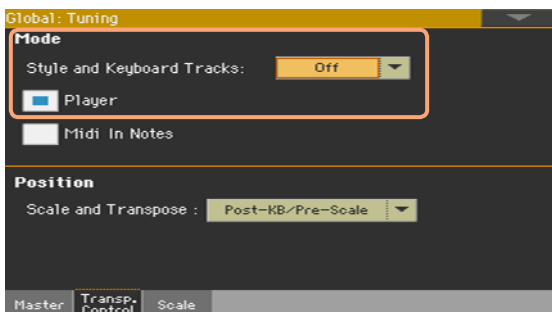 Global: Tuning
Mode
Style and Keyboard Tracks: Off
Player
Midi In Notes
Position
Scale and Transpose : Post-KB/Pre-Scale
Master Transp. Control Scale